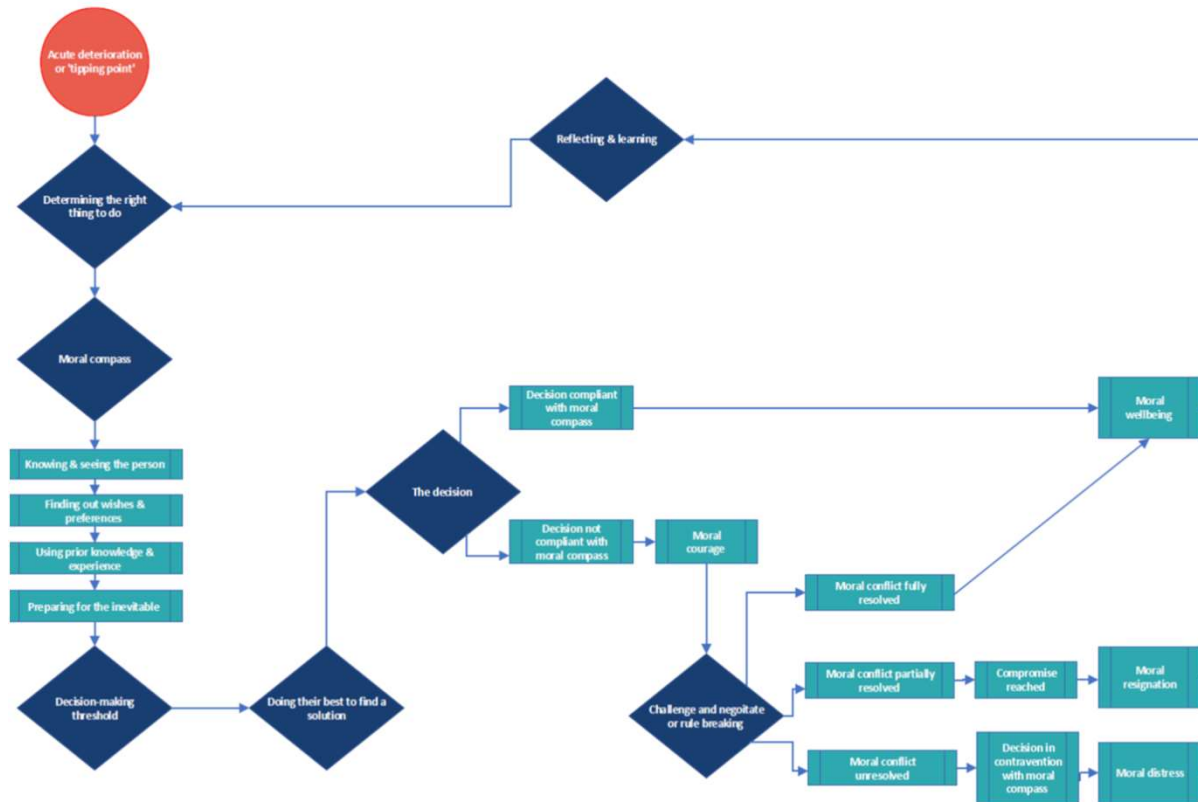 Acute deterioration
or 'tipping point'
Reflecting & learning
Determining the right
thing to do
Moral compass
Knowing & seeing the person
Finding out wishes &
preferences
Using prior knowledge &
experience
Preparing for the inevitable
Decision-making
threshold
Doing their best to find a
solution
The decision
Decision compliant
with moral
compass
Moral
wellbeing
Decision not
compliant with
moral compass
Moral
courage
Challenge and negoitate
or rule breaking
Moral conflict fully
resolved
Moral conflict partially
resolved
Compromise
reached
Moral
resignation
Moral conflict
unresolved
Decision in
contravention
with moral
compass
Moral distress